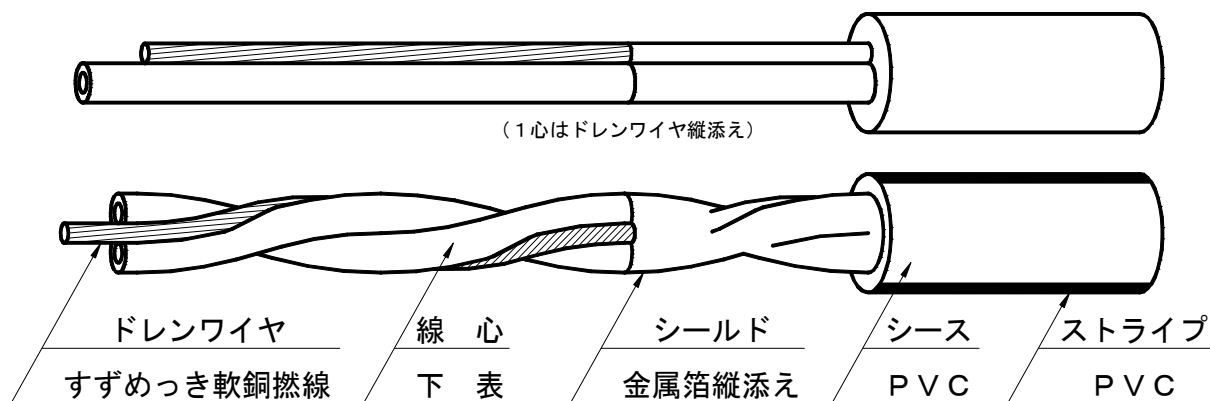 (1心はドレンワイヤ縦添え)
ドレンワイヤ 線 心 シールド シース ストライプ
すずめっき軟銅撚線 下 表 金属箔縦添え PVC PVC